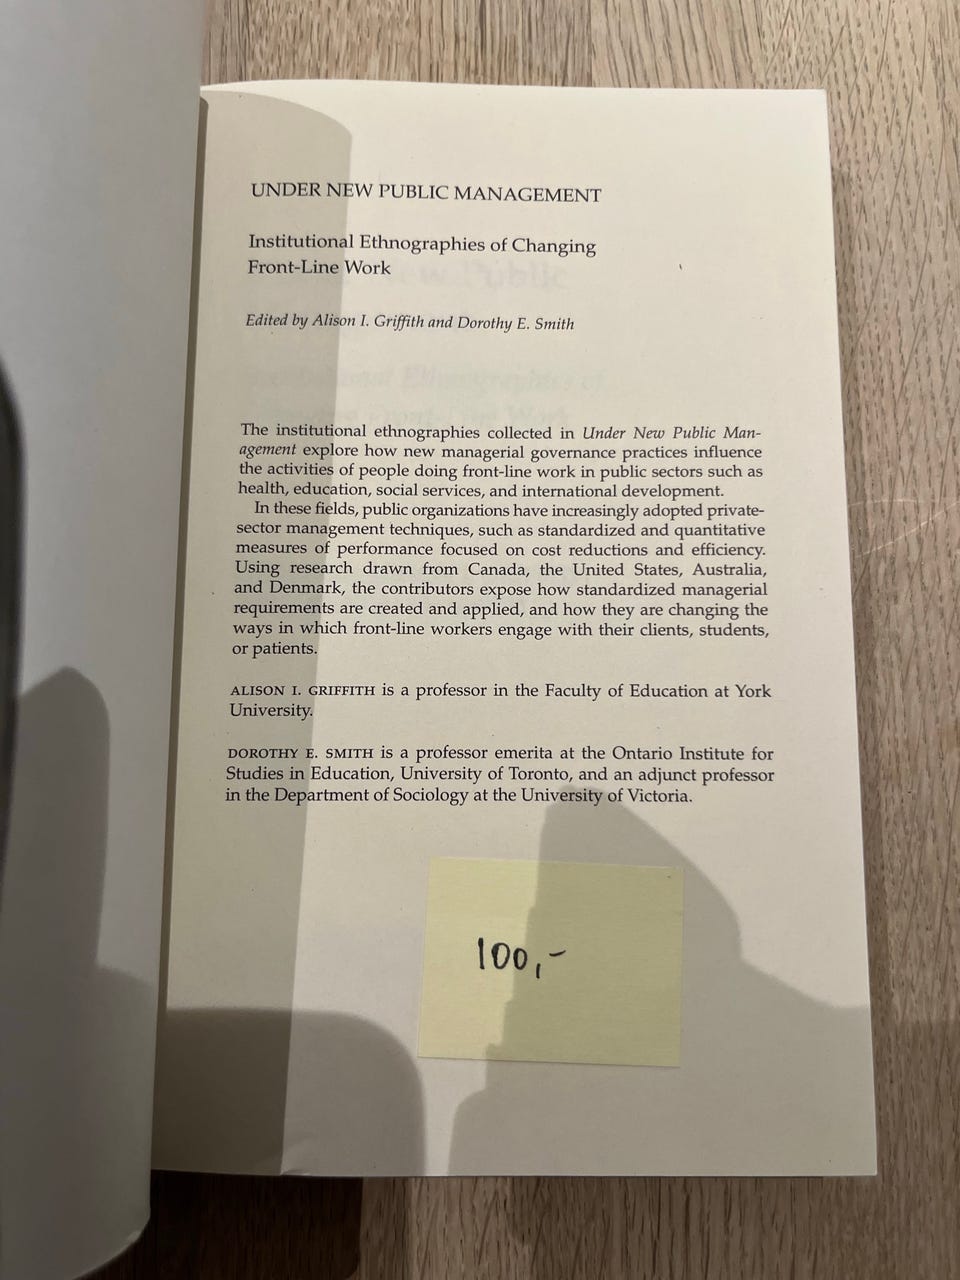 UNDER NEW PUBLIC MANAGEMENT
Institutional Ethnographies of Changing
Front-Line Work
Edited by Alison I. Griffith and Dorothy E. Smith
The institutional ethnographies collected in Under New Public Man-
agement explore how new managerial governance practices influence
the activities of people doing front-line work in public sectors such as
health, education, social services, and international development.
In these fields, public organizations have increasingly adopted private-
sector management techniques, such as standardized and quantitative
measures of performance focused on cost reductions and efficiency.
Using research drawn from Canada, the United States, Australia,
and Denmark, the contributors expose how standardized managerial
requirements are created and applied, and how they are changing the
ways in which front-line workers engage with their clients, students,
or patients.
ALISON I. GRIFFITH is a professor in the Faculty of Education at York
University.
DOROTHY E. SMITH is a professor emerita at the Ontario Institute for
Studies in Education, University of Toronto, and an adjunct professor
in the Department of Sociology at the University of Victoria.
100,-